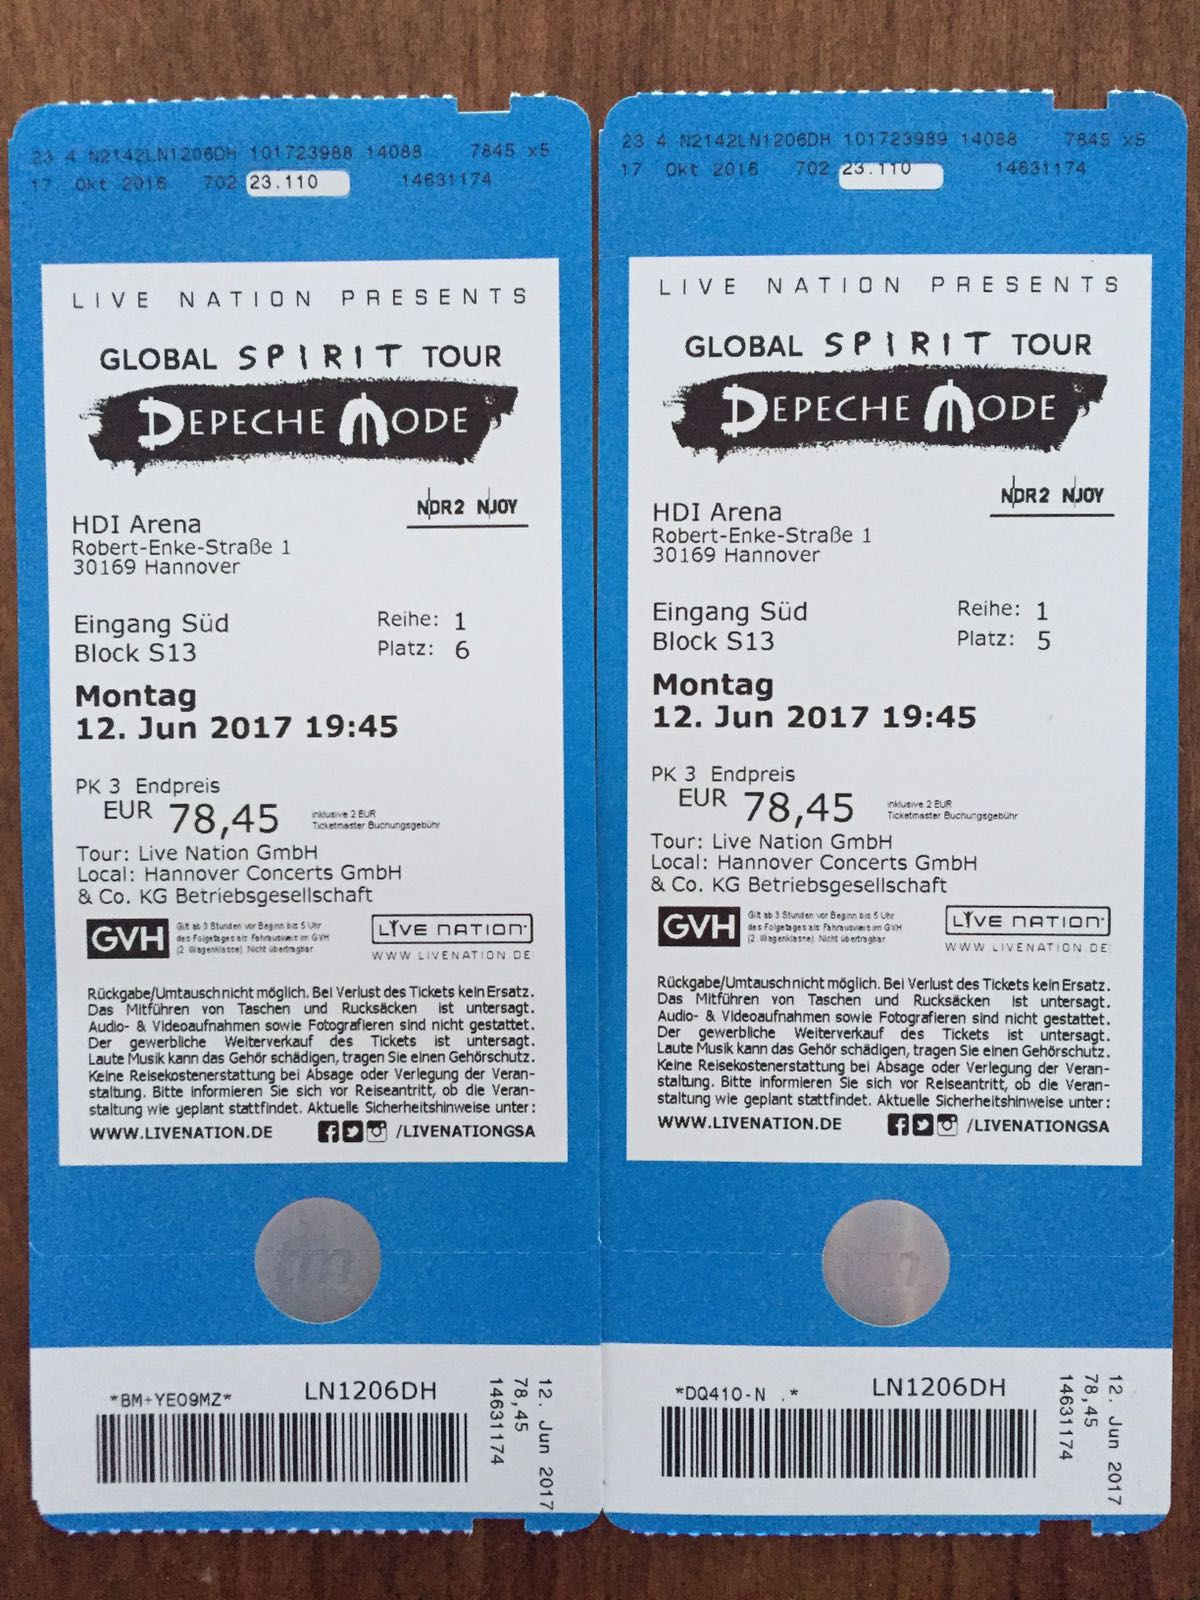 23 4 N2142LN1206DH 101723988 14088 7845 x5
17. Okt 2016 702 23.110 14631174
LIVE NATION PRESENTS
GLOBAL SPIRIT TOUR
DEPECHE MODE
NDR2 NJOY
HDI Arena
Robert-Enke-Straße 1
30169 Hannover
Eingang Süd Reihe: 1
Block S13 Platz: 6
Montag
12. Jun 2017 19:45
PK 3 Endpreis
EUR 78,45 inklusive 2 EUR
Ticketmaster Buchungsgebühr
Tour: Live Nation GmbH
Local: Hannover Concerts GmbH
& Co. KG Betriebsgesellschaft
GVH
Gilt ab 3 Stunden vor Beginn bis 5 Uhr
des Folgetages als Fahrausweis im GVH
(2 Wagenklasse) Nicht übertragbar
LIVE NATION
WWW LIVENATION DE
Rückgabe/Umtausch nicht möglich. Bei Verlust des Tickets kein Ersatz.
Das Mitführen von Taschen und Rucksäcken ist untersagt.
Audio- & Videoaufnahmen sowie Fotografieren sind nicht gestattet.
Der gewerbliche Weiterverkauf des Tickets ist untersagt.
Laute Musik kann das Gehör schädigen, tragen Sie einen Gehörschutz.
Keine Reisekostenerstattung bei Absage oder Verlegung der Veran-
staltung. Bitte informieren Sie sich vor Reiseantritt, ob die Veran-
staltung wie geplant stattfindet. Aktuelle Sicherheitshinweise unter:
WWW.LIVENATION.DE /LIVENATIONGSA
tm
*BM+YE09MZ* LN1206DH
12. Jun 2017
78,45
14631174
23 4 N2142LN1206DH 101723989 14088 7845 x5
17 Okt 2016 702 23.110 14631174
LIVE NATION PRESENTS
GLOBAL SPIRIT TOUR
DEPECHE MODE
NDR2 NJOY
HDI Arena
Robert-Enke-Straße 1
30169 Hannover
Eingang Süd Reihe: 1
Block S13 Platz: 5
Montag
12. Jun 2017 19:45
PK 3 Endpreis
EUR 78,45 inklusive 2 EUR
Ticketmaster Buchungsgebühr
Tour: Live Nation GmbH
Local: Hannover Concerts GmbH
& Co. KG Betriebsgesellschaft
GVH
Gilt ab 3 Stunden vor Beginn bis 5 Uhr
des Folgetages als Fahrausweis im GVH
(2 Wagenklasse) Nicht übertragbar
LIVE NATION
WWW LIVENATION DE
Rückgabe/Umtausch nicht möglich. Bei Verlust des Tickets kein Ersatz.
Das Mitführen von Taschen und Rucksäcken ist untersagt.
Audio- & Videoaufnahmen sowie Fotografieren sind nicht gestattet.
Der gewerbliche Weiterverkauf des Tickets ist untersagt.
Laute Musik kann das Gehör schädigen, tragen Sie einen Gehörschutz.
Keine Reisekostenerstattung bei Absage oder Verlegung der Veran-
staltung. Bitte informieren Sie sich vor Reiseantritt, ob die Veran-
staltung wie geplant stattfindet. Aktuelle Sicherheitshinweise unter:
WWW.LIVENATION.DE /LIVENATIONGSA
*DQ410-N .* LN1206DH
12. Jun 2017
78,45
14631174